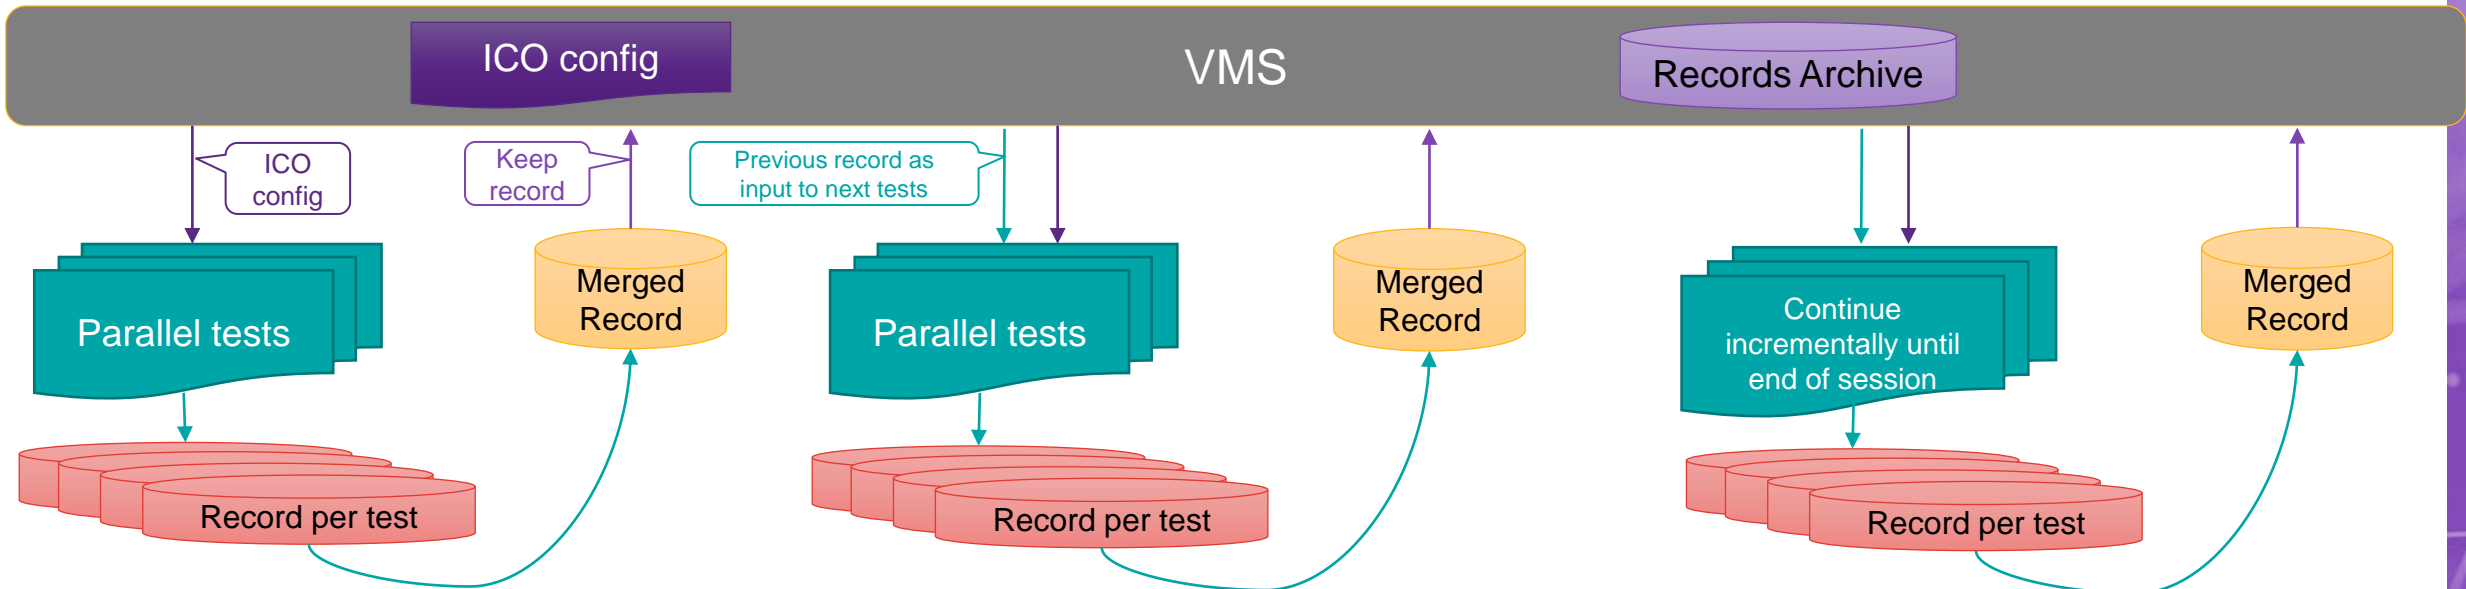 ICO config
VMS
Records Archive
ICO
config
Keep
record
Previous record as
input to next tests
Parallel tests
Merged
Record
Parallel tests
Merged
Record
Continue
incrementally until
end of session
Merged
Record
Record per test
Record per test
Record per test